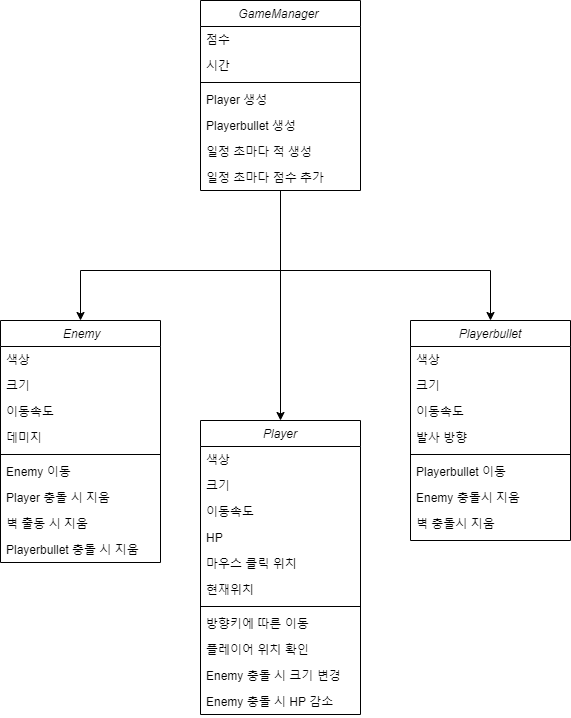 GameManager
점수
시간
Player 생성
Playerbullet 생성
일정 초마다 적 생성
일정 초마다 점수 추가
Enemy
색상
크기
이동속도
데미지
Enemy 이동
Player 충돌 시 지움
벽 출동 시 지움
Playerbullet 충돌 시 지움
Player
색상
크기
이동속도
HP
마우스 클릭 위치
현재위치
방향키에 따른 이동
플레이어 위치 확인
Enemy 충돌 시 크기 변경
Enemy 충돌 시 HP 감소
Playerbullet
색상
크기
이동속도
발사 방향
Playerbullet 이동
Enemy 충돌시 지움
벽 충돌시 지움